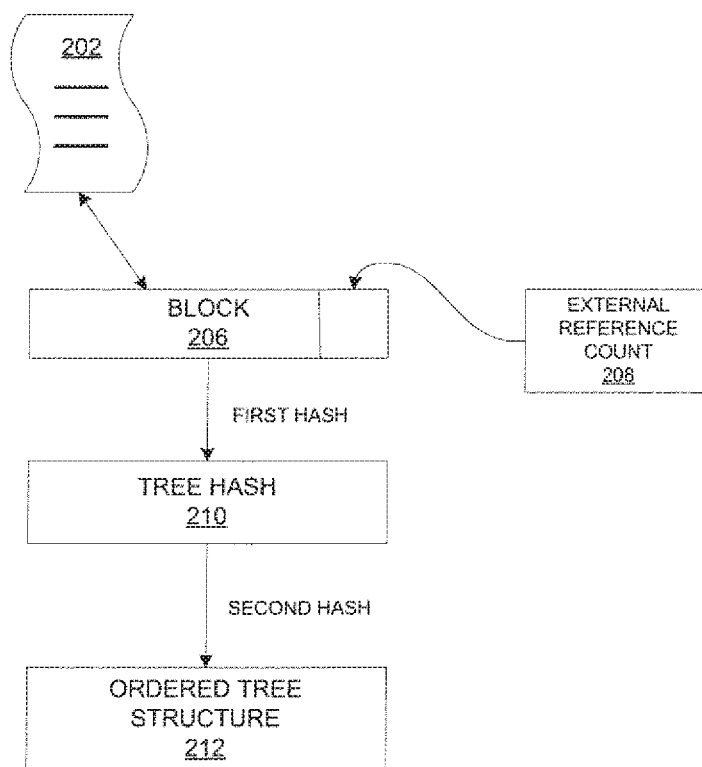 202
BLOCK
206
EXTERNAL
REFERENCE
COUNT
208
FIRST HASH
TREE HASH
210
SECOND HASH
ORDERED TREE
STRUCTURE
212